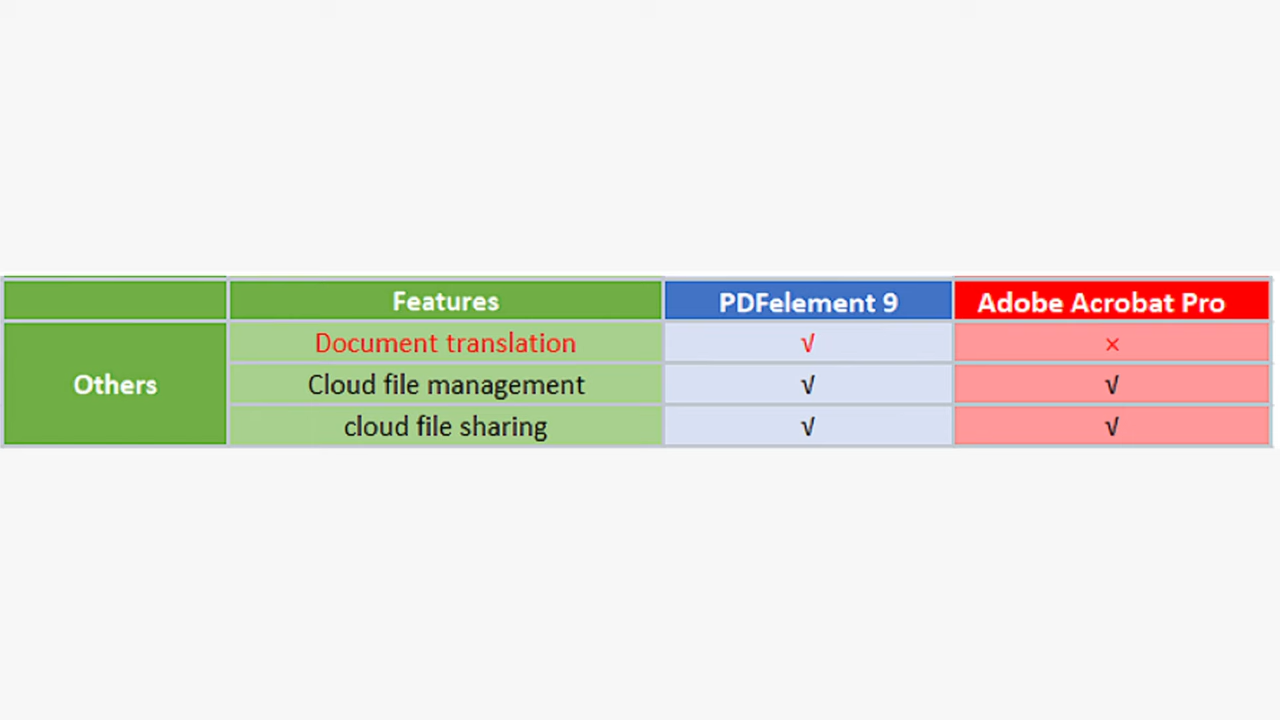 Features PDFelement 9 Adobe Acrobat Pro
Others
Document translation √ ×
Cloud file management √ √
cloud file sharing √ √